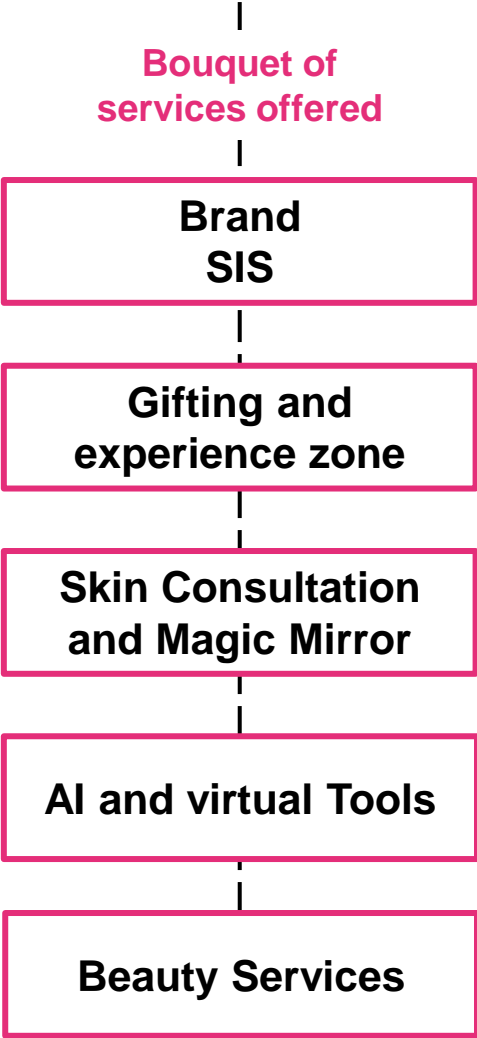 Bouquet of
services offered
Brand
SIS
Gifting and
experience zone
Skin Consultation
and Magic Mirror
AI and virtual Tools
Beauty Services